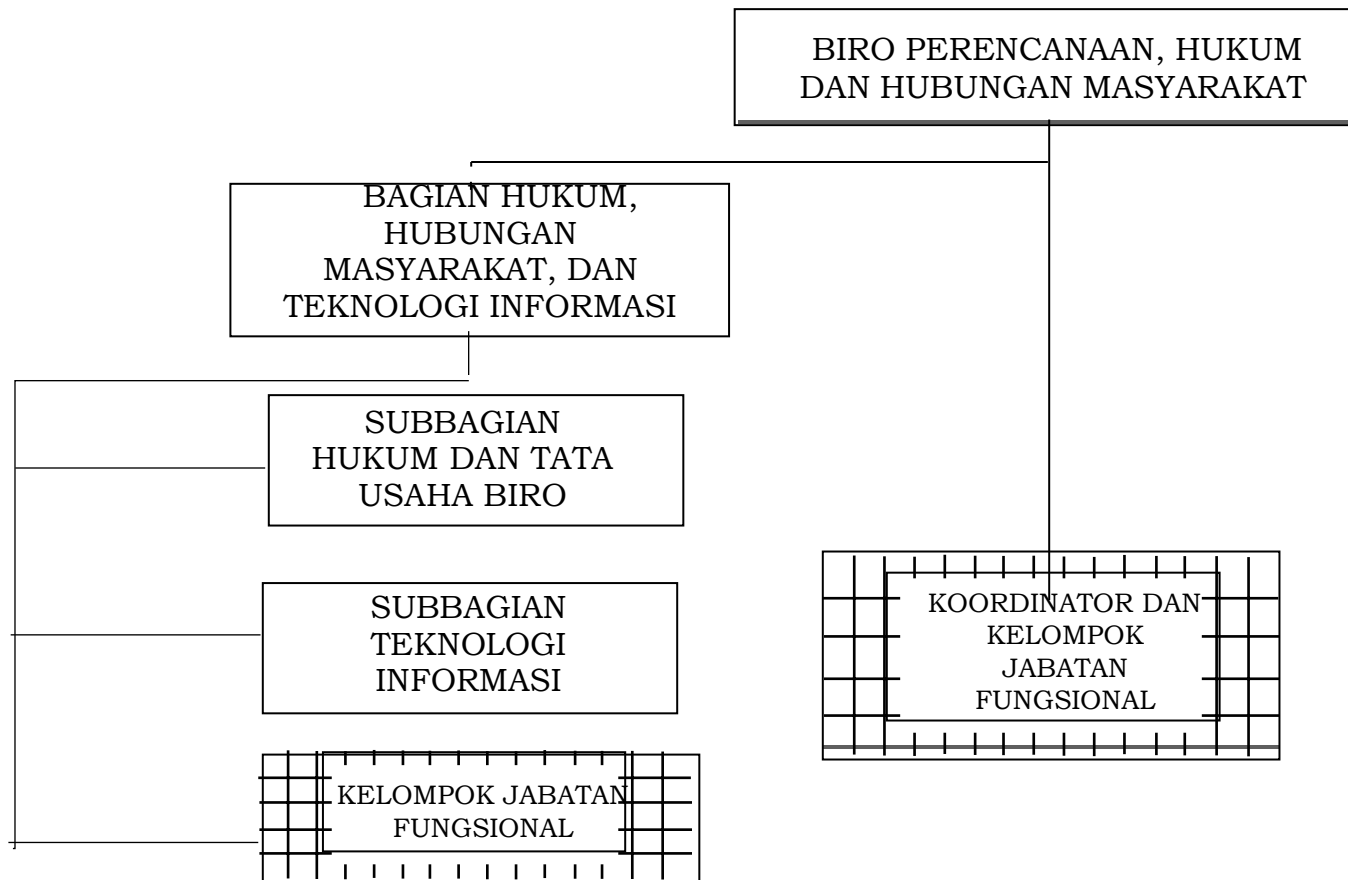 BIRO PERENCANAAN, HUKUM
DAN HUBUNGAN MASYARAKAT
BAGIAN HUKUM,
HUBUNGAN
MASYARAKAT, DAN
TEKNOLOGI INFORMASI
SUBBAGIAN
HUKUM DAN TATA
USAHA BIRO
SUBBAGIAN
TEKNOLOGI
INFORMASI
KOORDINATOR DAN
KELOMPOK
JABATAN
FUNGSIONAL
KELOMPOK JABATAN
FUNGSIONAL